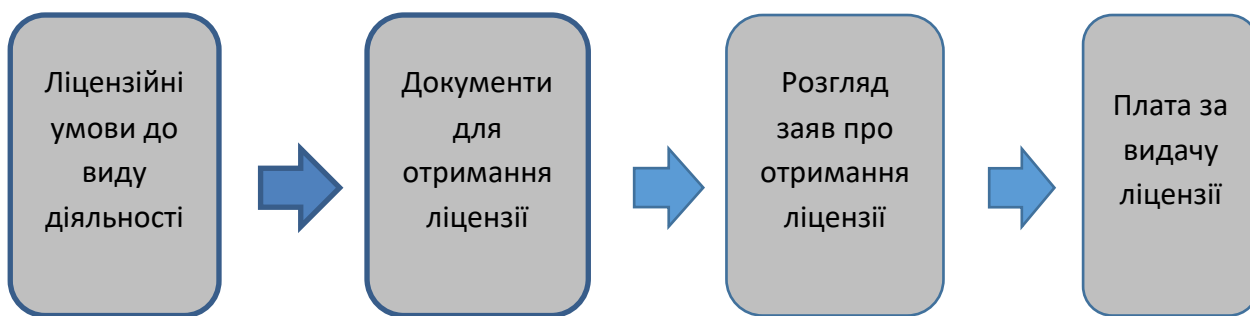 Ліцензійні
умови до
виду
діяльності
Документи
для
отримання
ліцензії
Розгляд
заяв про
отримання
ліцензії
Плата за
видачу
ліцензії